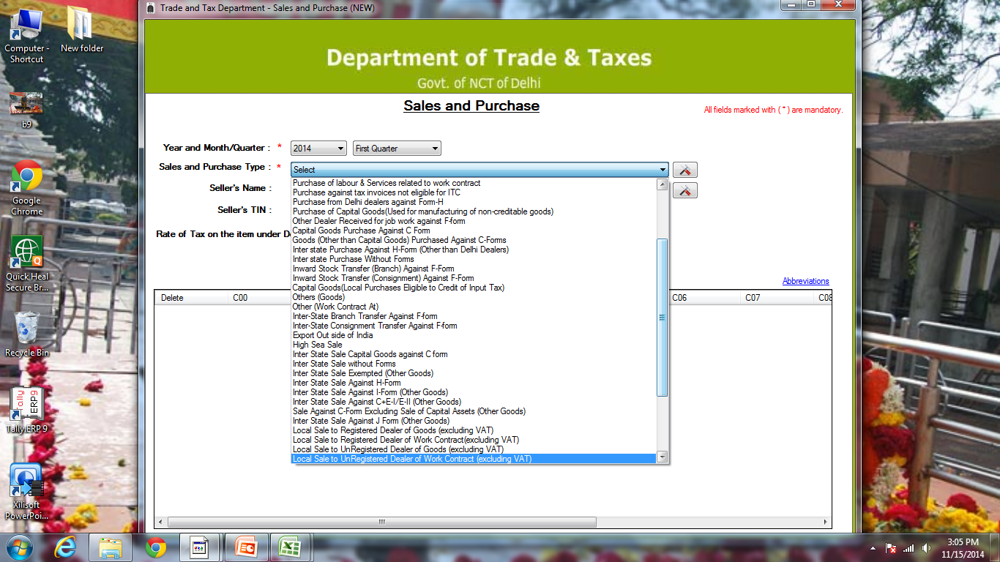 Trade and Tax Department - Sales and Purchase (NEW)
Computer - Shortcut
New folder
b9
Google Chrome
Quick Heal Secure Br...
Recycle Bin
Tally ERP9
Tally.ERP 9
Xilisoft PowerPoi...
Department of Trade & Taxes
Govt. of NCT of Delhi
Sales and Purchase
All fields marked with ( * ) are mandatory.
Year and Month/Quarter : * 2014 First Quarter
Sales and Purchase Type : * Select
Seller's Name :
Seller's TIN :
Rate of Tax on the item under D
Purchase of labour & Services related to work contract
Purchase against tax invoices not eligible for ITC
Purchase from Delhi dealers against Form-H
Purchase of Capital Goods(Used for manufacturing of non-creditable goods)
Other Dealer Received for job work against F-form
Capital Goods Purchase Against C Form
Goods (Other than Capital Goods) Purchased Against C-Forms
Inter state Purchase Against H-Form (Other than Delhi Dealers)
Inter state Purchase Without Forms
Inward Stock Transfer (Branch) Against F-Form
Inward Stock Transfer (Consignment) Against F-Form
Capital Goods(Local Purchases Eligible to Credit of Input Tax)
Others (Goods)
Other (Work Contract At)
Inter-State Branch Transfer Against F-form
Inter-State Consignment Transfer Against F-form
Export Out side of India
High Sea Sale
Inter State Sale Capital Goods against C form
Inter State Sale without Forms
Inter State Sale Exempted (Other Goods)
Inter State Sale Against H-Form
Inter State Sale Against I-Form (Other Goods)
Inter State Sale Against C+E-I/E-II (Other Goods)
Sale Against C-Form Excluding Sale of Capital Assets (Other Goods)
Inter State Sale Against J Form (Other Goods)
Local Sale to Registered Dealer of Goods (excluding VAT)
Local Sale to Registered Dealer of Work Contract(excluding VAT)
Local Sale to UnRegistered Dealer of Goods (excluding VAT)
Local Sale to UnRegistered Dealer of Work Contract (excluding VAT)
Abbreviations
Delete C00 C06 C07 C08
3:05 PM
11/15/2014